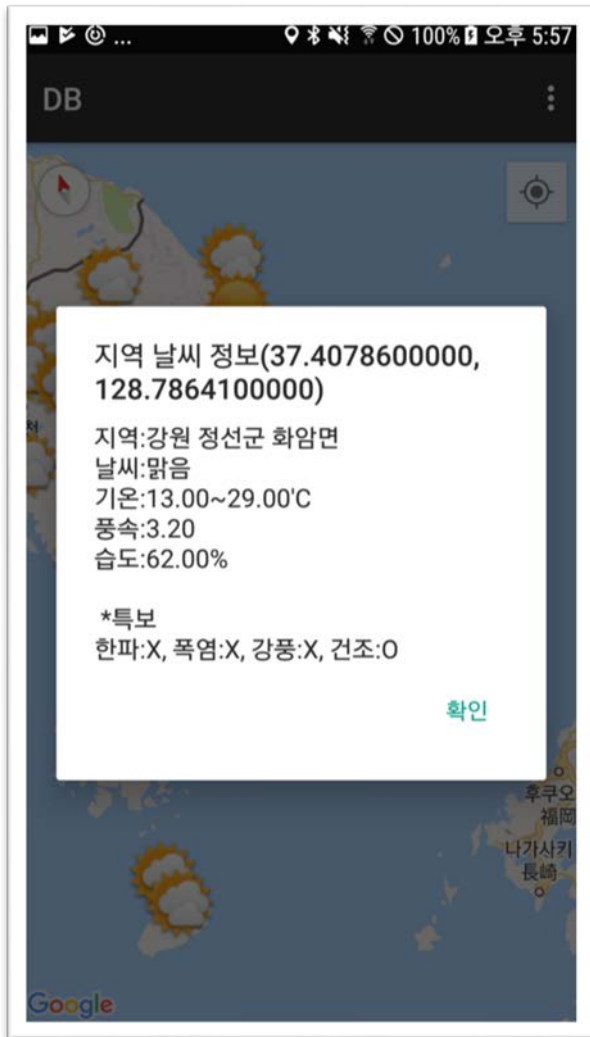 ... 100% 오후 5:57
DB
지역 날씨 정보(37.4078600000,
128.7864100000)
지역:강원 정선군 화암면
날씨:맑음
기온:13.00~29.00'C
풍속:3.20
습도:62.00%
*특보
한파:X, 폭염:X, 강풍:X, 건조:O
확인
후쿠오
福岡
나가사키
長崎
Google